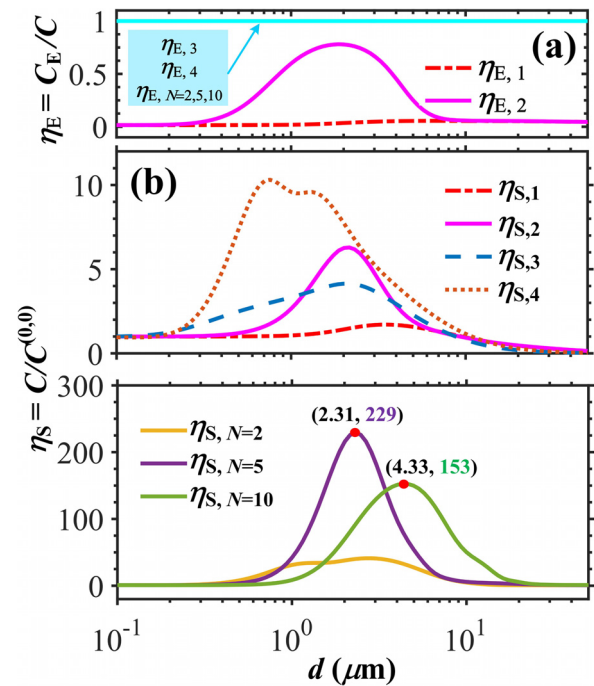 η_E = C_E/C
1
0.5
0
η_E, 3
η_E, 4
η_E, N=2,5,10
(a)
η_E, 1
η_E, 2
η_S = C/C^(0,0)
10
5
0
(b)
η_S,1
η_S,2
η_S,3
η_S,4
300
200
100
0
η_S, N=2
η_S, N=5
η_S, N=10
(2.31, 229)
(4.33, 153)
10^-1
10^0
10^1
d (μm)